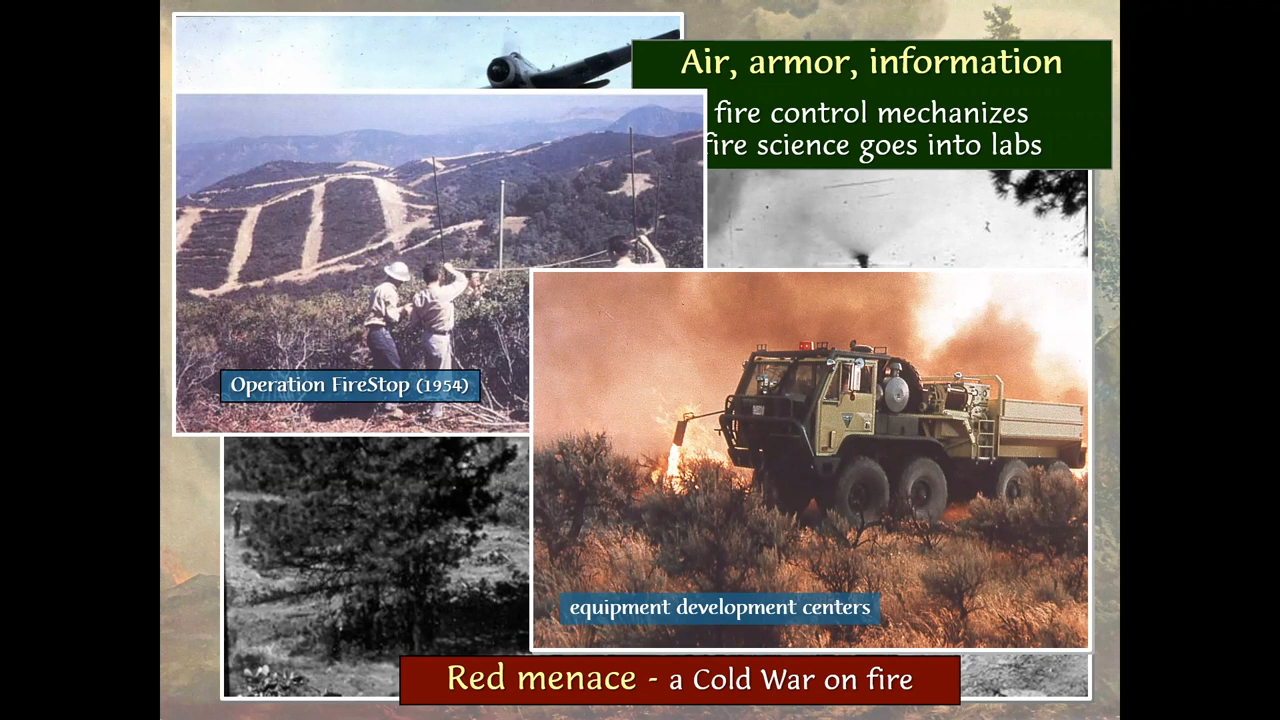 Air, armor, information
fire control mechanizes
fire science goes into labs
Operation FireStop (1954)
equipment development centers
Red menace - a Cold War on fire